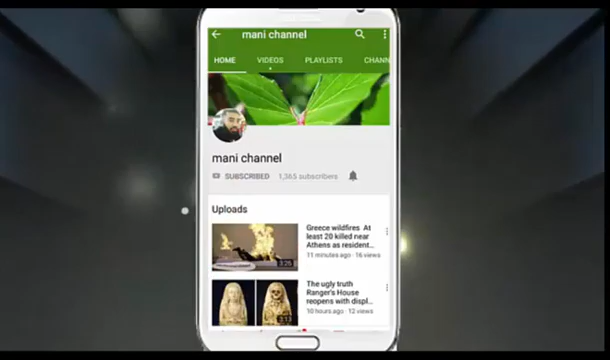 mani channel
HOME VIDEOS PLAYLISTS CHANN
mani channel
SUBSCRIBED 1,365 subscribers
Uploads
Greece wildfires At
least 20 killed near
Athens as resident...
11 minutes ago · 16 views
3:25
The ugly truth
Ranger's House
reopens with displ...
10 hours ago · 12 views
3:13